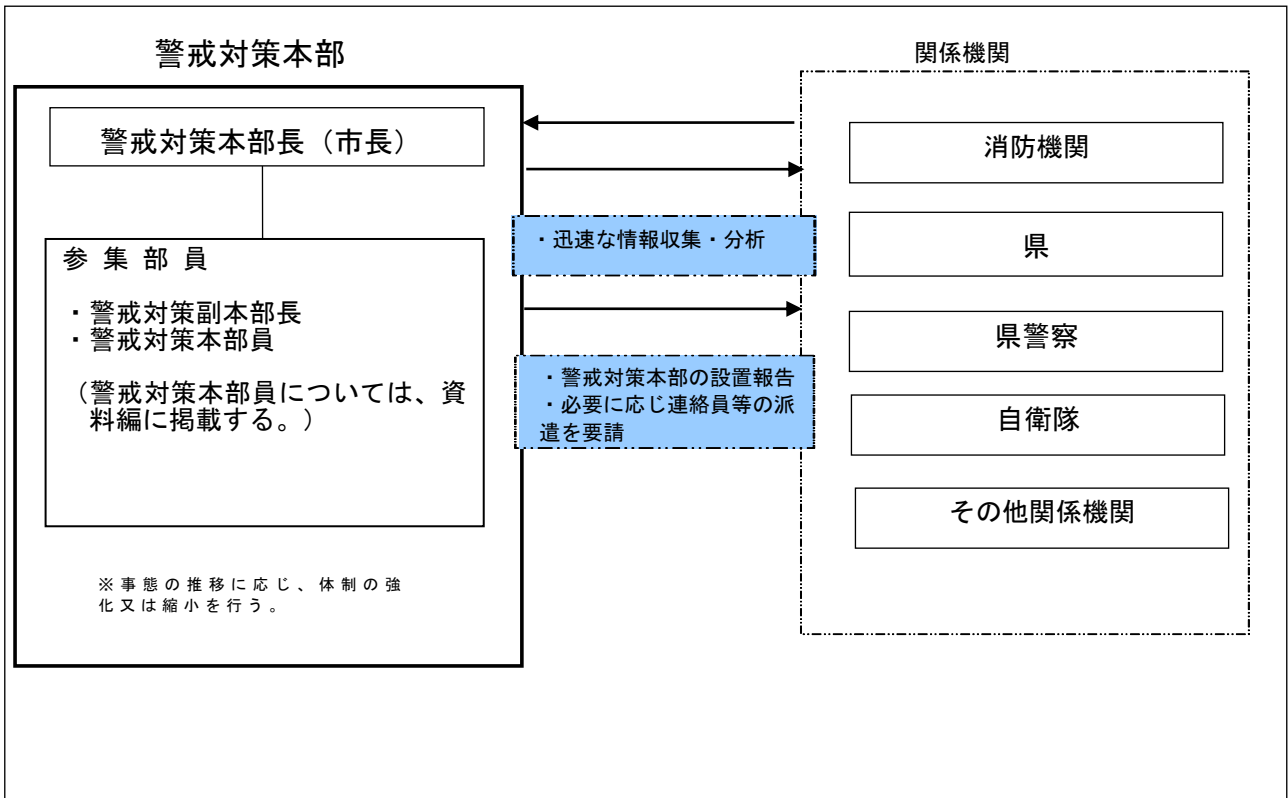 警戒対策本部
警戒対策本部長（市長）
参集部員
・警戒対策副本部長
・警戒対策本部員
（警戒対策本部員については、資
料編に掲載する。）
※事態の推移に応じ、体制の強
化又は縮小を行う。
・迅速な情報収集・分析
・警戒対策本部の設置報告
・必要に応じ連絡員等の派
遣を要請
関係機関
消防機関
県
県警察
自衛隊
その他関係機関